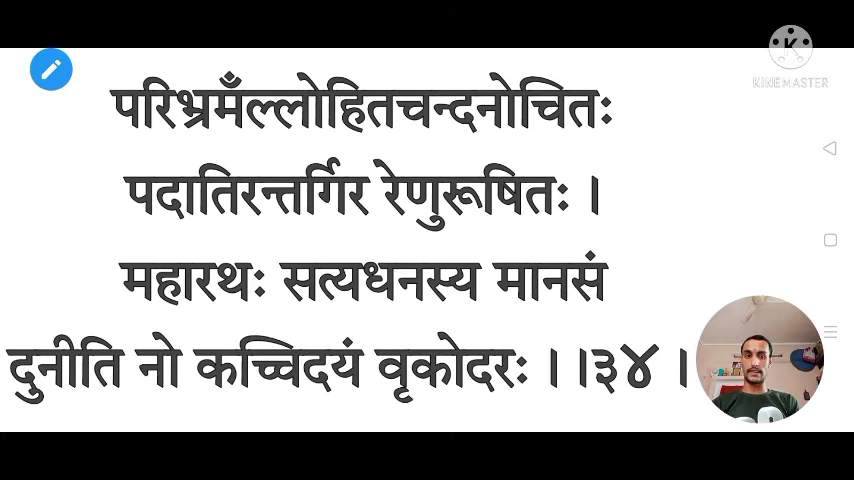 KINEMASTER
परिभ्रमँल्लोहितचन्दनोचितः
पदातिरन्तर्गिर रेणुरूषितः ।
महारथः सत्यधनस्य मानसं
दुनीति नो कच्चिदयं वृकोदरः ।।३४ ।